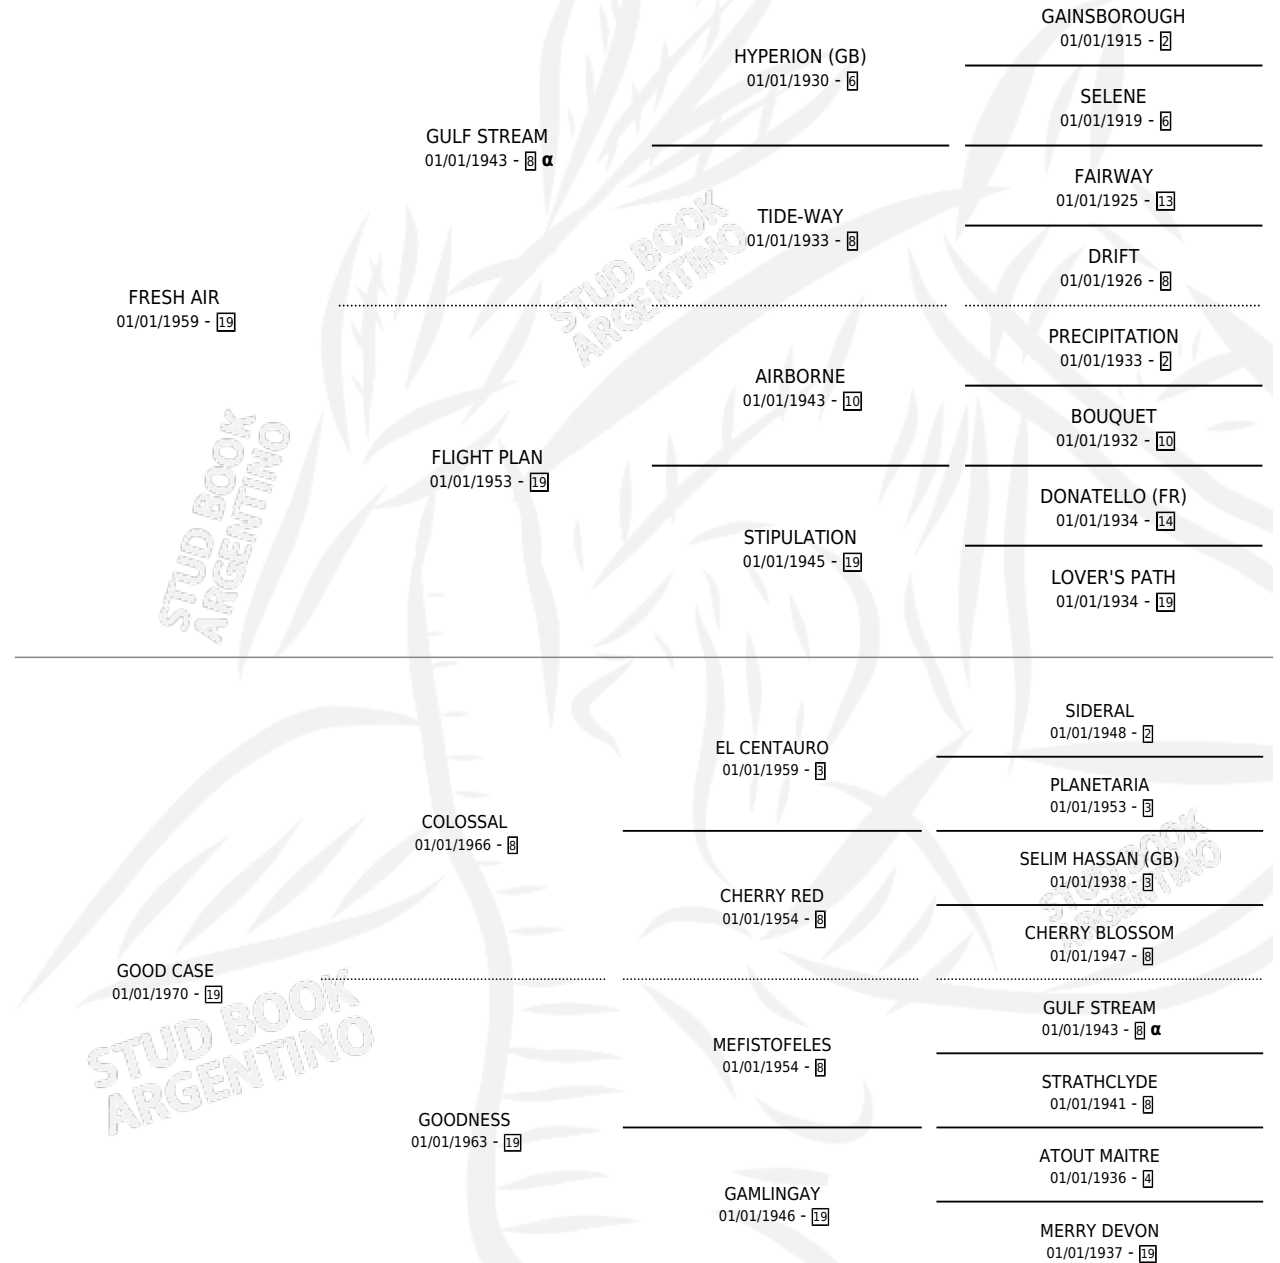 GAINSBOROUGH
01/01/1915 - 2
HYPERION (GB)
01/01/1930 - 6
SELENE
01/01/1919 - 6
GULF STREAM
01/01/1943 - 8 α
FAIRWAY
01/01/1925 - 13
TIDE-WAY
01/01/1933 - 8
DRIFT
01/01/1926 - 8
FRESH AIR
01/01/1959 - 19
PRECIPITATION
01/01/1933 - 2
AIRBORNE
01/01/1943 - 10
BOUQUET
01/01/1932 - 10
FLIGHT PLAN
01/01/1953 - 19
DONATELLO (FR)
01/01/1934 - 14
STIPULATION
01/01/1945 - 19
LOVER'S PATH
01/01/1934 - 19
SIDERAL
01/01/1948 - 2
EL CENTAURO
01/01/1959 - 3
PLANETARIA
01/01/1953 - 3
COLOSSAL
01/01/1966 - 8
SELIM HASSAN (GB)
01/01/1938 - 3
CHERRY RED
01/01/1954 - 8
CHERRY BLOSSOM
01/01/1947 - 8
GOOD CASE
01/01/1970 - 19
GULF STREAM
01/01/1943 - 8 α
MEFISTOFELES
01/01/1954 - 8
STRATHCLYDE
01/01/1941 - 8
GOODNESS
01/01/1963 - 19
ATOUT MAITRE
01/01/1936 - 4
GAMLINGAY
01/01/1946 - 19
MERRY DEVON
01/01/1937 - 19
STUD BOOK
ARGENTINO
STUD BOOK
ARGENTINO
STUD BOOK
ARGENTINO
STUD BOOK
ARGENTINO